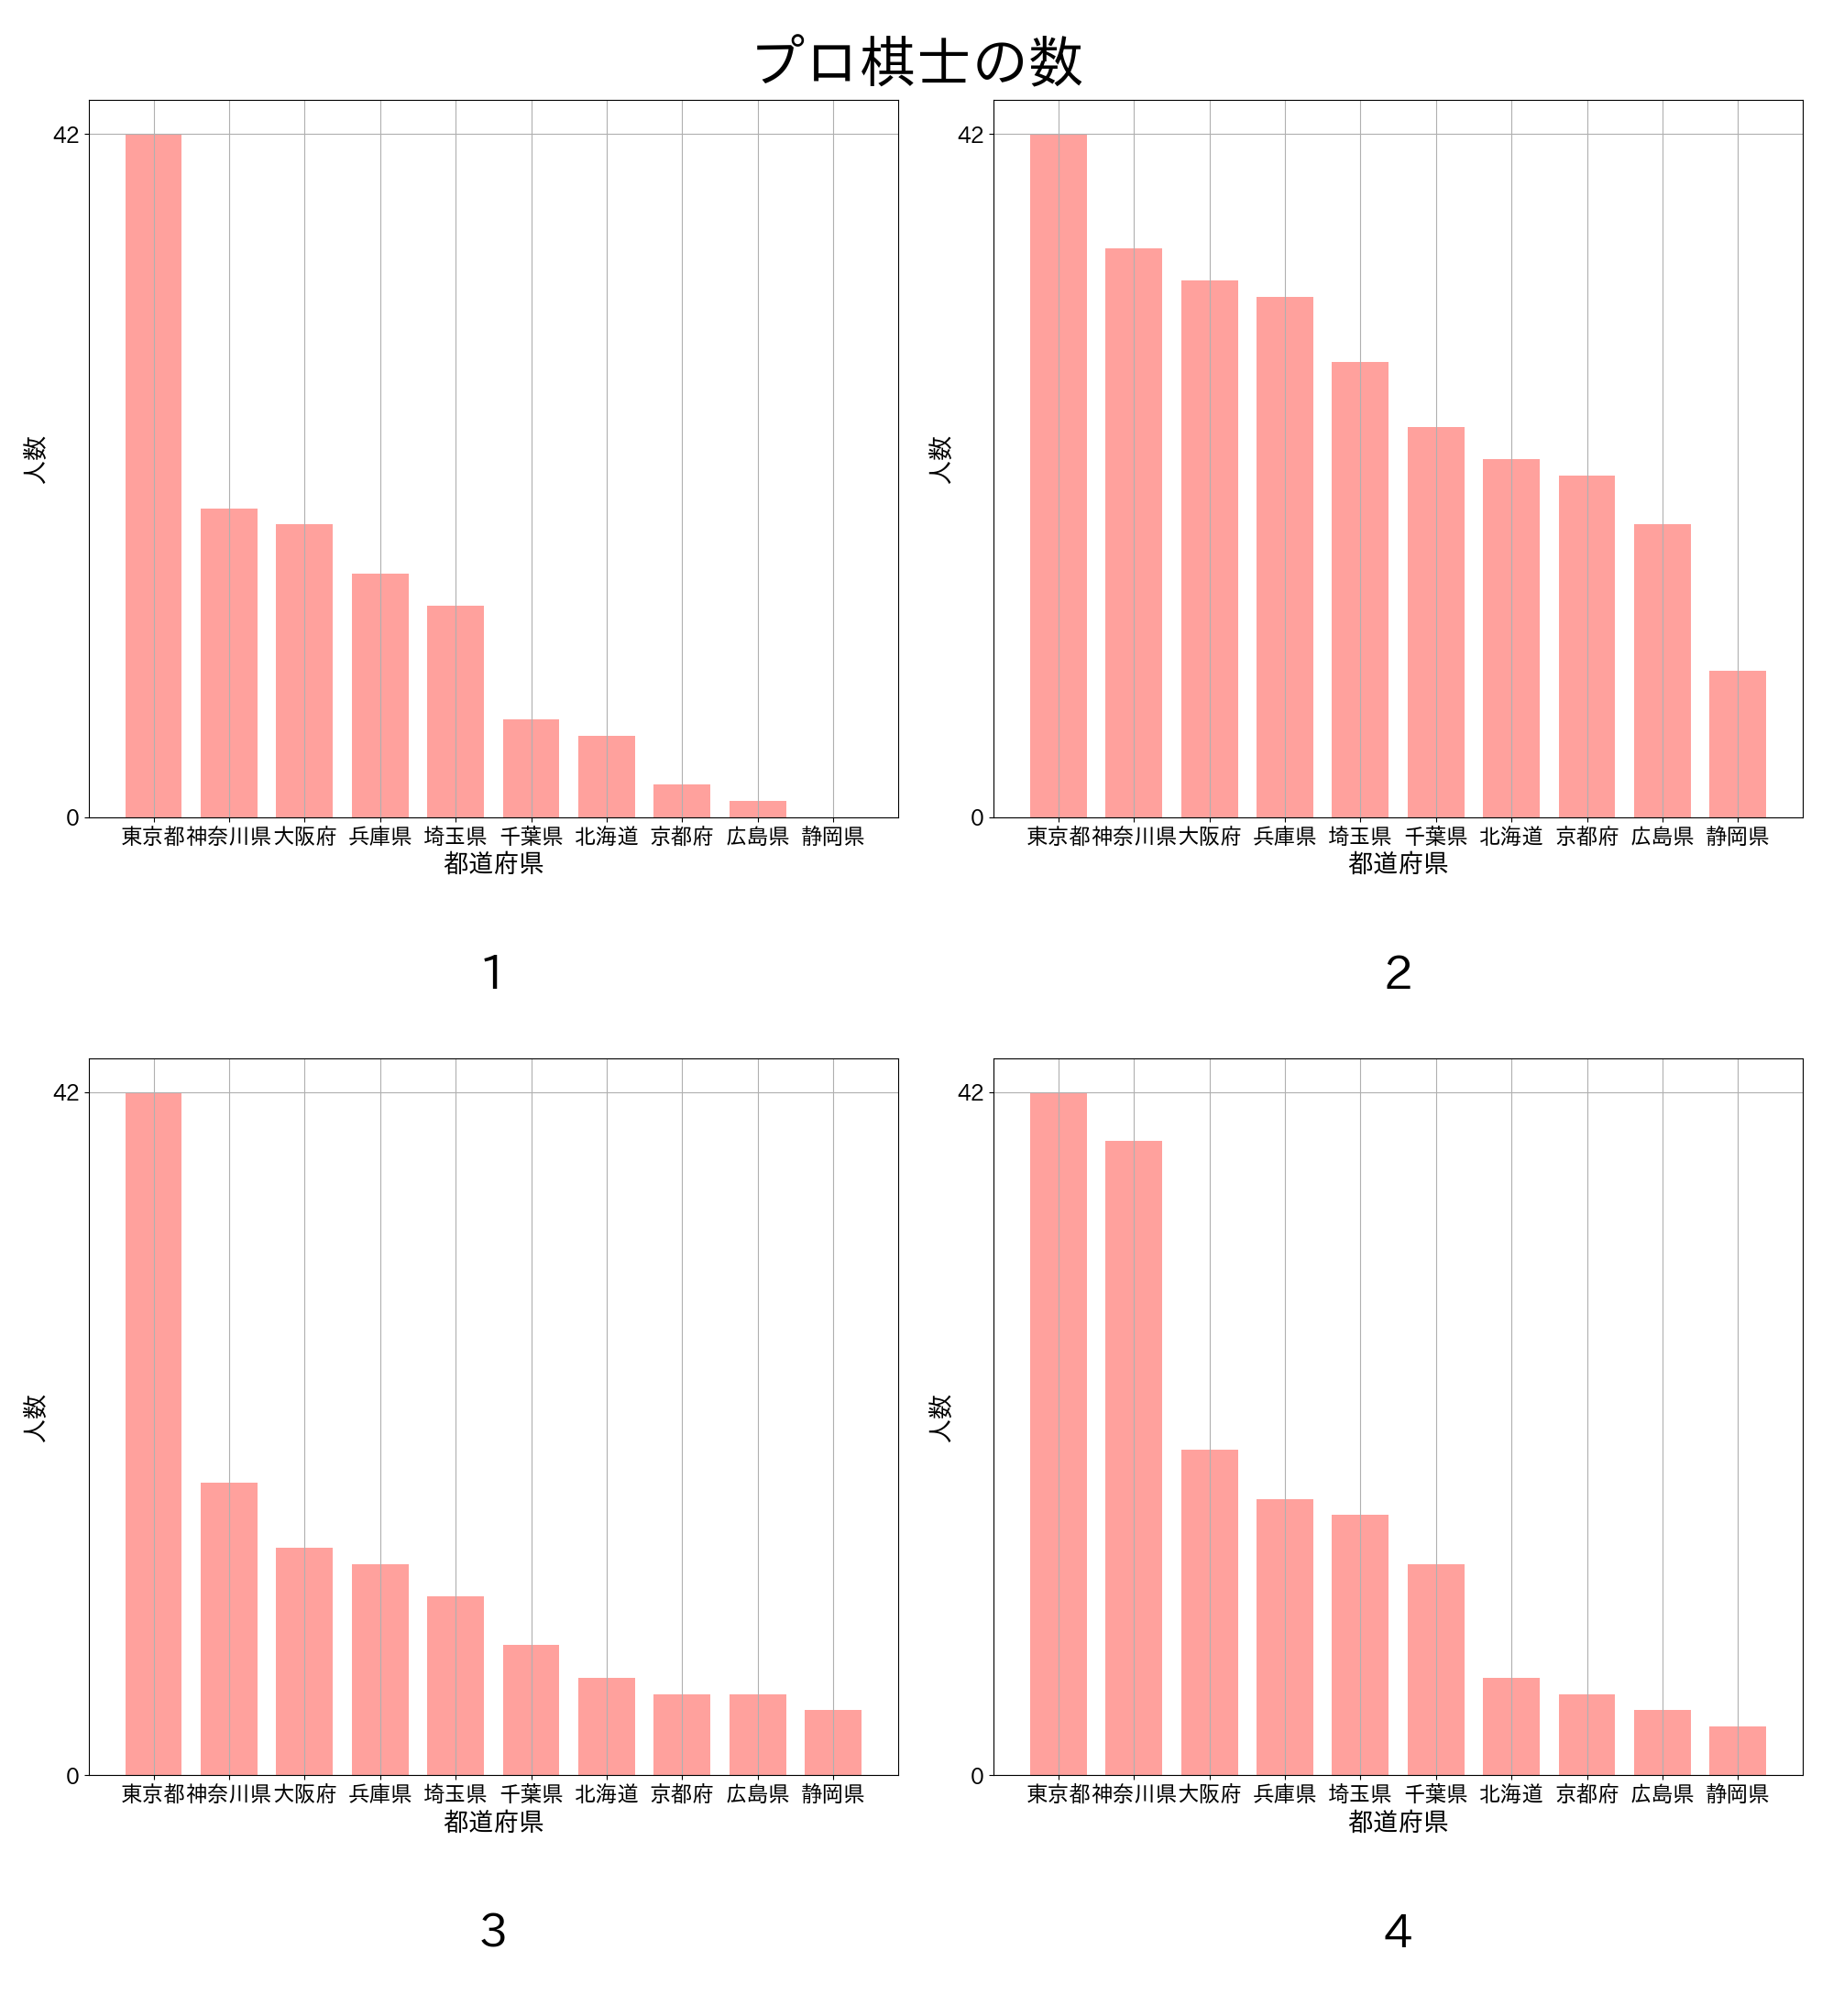 プロ棋士の数
42
0
人数
東京都 神奈川県 大阪府 兵庫県 埼玉県 千葉県 北海道 京都府 広島県 静岡県
都道府県
1
42
0
人数
東京都 神奈川県 大阪府 兵庫県 埼玉県 千葉県 北海道 京都府 広島県 静岡県
都道府県
2
42
0
人数
東京都 神奈川県 大阪府 兵庫県 埼玉県 千葉県 北海道 京都府 広島県 静岡県
都道府県
3
42
0
人数
東京都 神奈川県 大阪府 兵庫県 埼玉県 千葉県 北海道 京都府 広島県 静岡県
都道府県
4